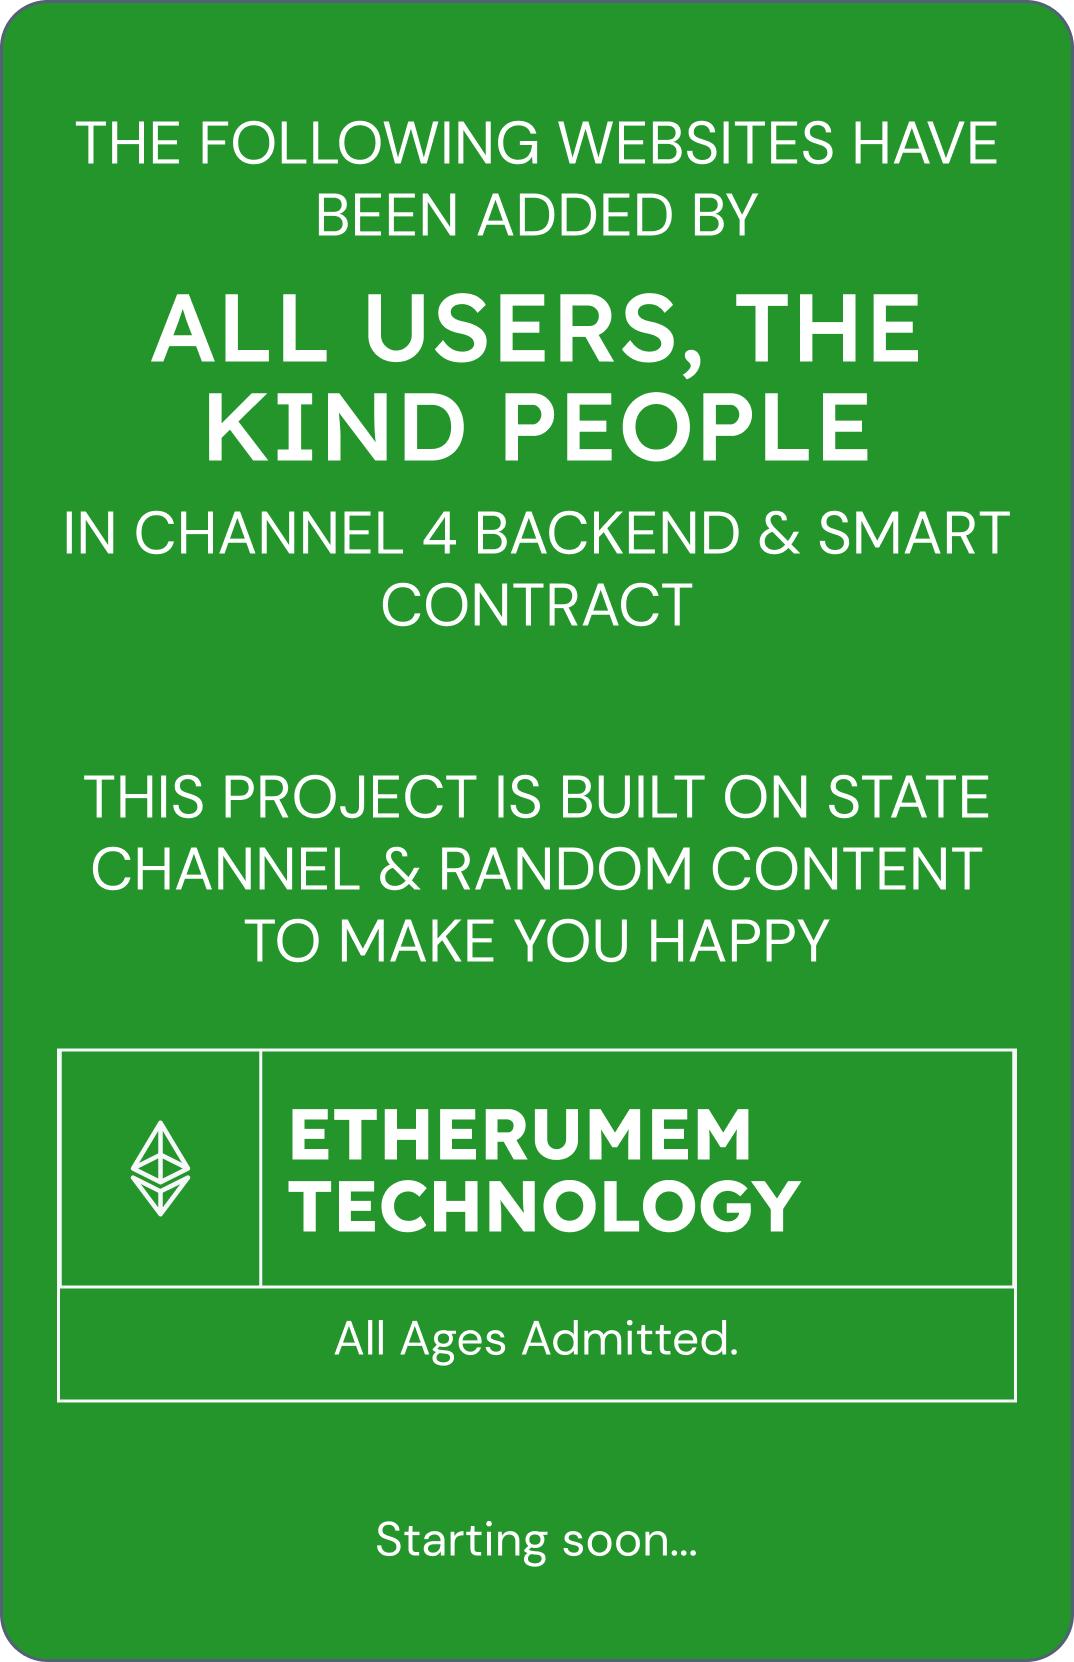 THE FOLLOWING WEBSITES HAVE
BEEN ADDED BY
ALL USERS, THE
KIND PEOPLE
IN CHANNEL 4 BACKEND & SMART
CONTRACT
THIS PROJECT IS BUILT ON STATE
CHANNEL & RANDOM CONTENT
TO MAKE YOU HAPPY
ETHERUMEM
TECHNOLOGY
All Ages Admitted.
Starting soon...